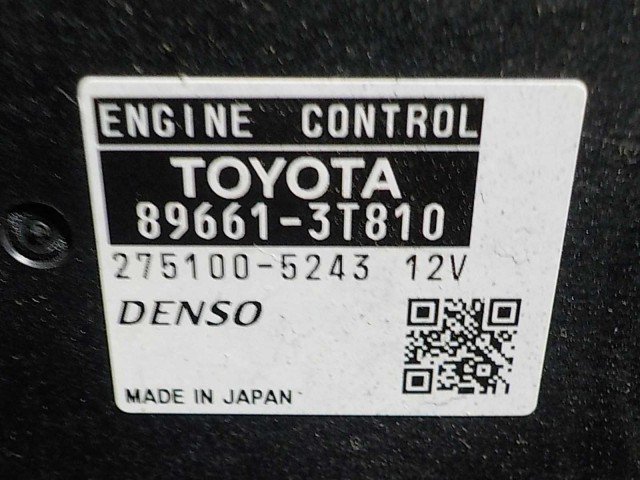 ENGINE CONTROL
TOYOTA
89661-3T810
275100-5243 12V
DENSO
MADE IN JAPAN